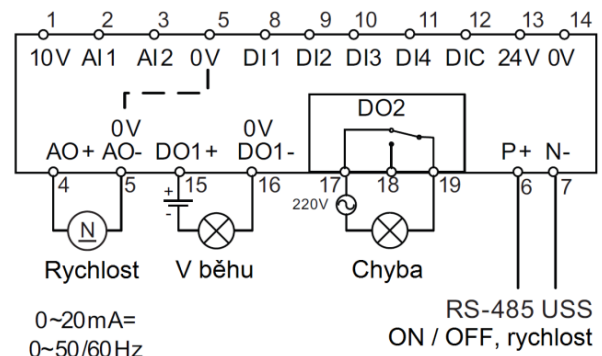 1 2 3 5 8 9 10 11 12 13 14
10V AI1 AI2 0V DI1 DI2 DI3 DI4 DIC 24V 0V
DO2
0V 0V
AO+ AO- DO1+ DO1- P+ N-
4 5 15 16 17 18 19 6 7
+
-
220V
N
Rychlost V běhu Chyba
RS-485 USS
0~20mA= ON / OFF, rychlost
0~50/60Hz